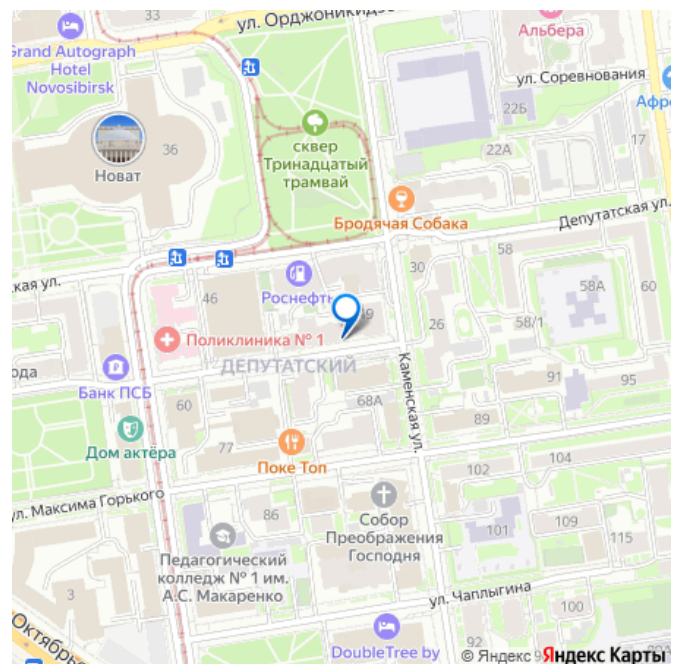 ул. Орджоникидзе
Альбера
Grand Autograph
Hotel
Novosibirsk
ул. Соревнования
22Б
Афро
сквер
Тринадцатый
трамвай
36
17
22А
Новат
Бродячая Собака
Депутатская ул.
58
30
58А
60
ская ул.
Роснефть
46
26
58/1
Поликлиника № 1
ДЕПУТАТСКИЙ
Каменская ул.
Банк ПСБ
91
95
60
68А
89
Дом актёра
77
Поке Топ
102
104
ул. Максима Горького
86
Собор
Преображения
Господня
101
109
115
Педагогический
колледж № 1 им.
А.С. Макаренко
3
ул. Чаплыгина
100
Октябрь
DoubleTree by
92
© Яндекс
Яндекс Карты